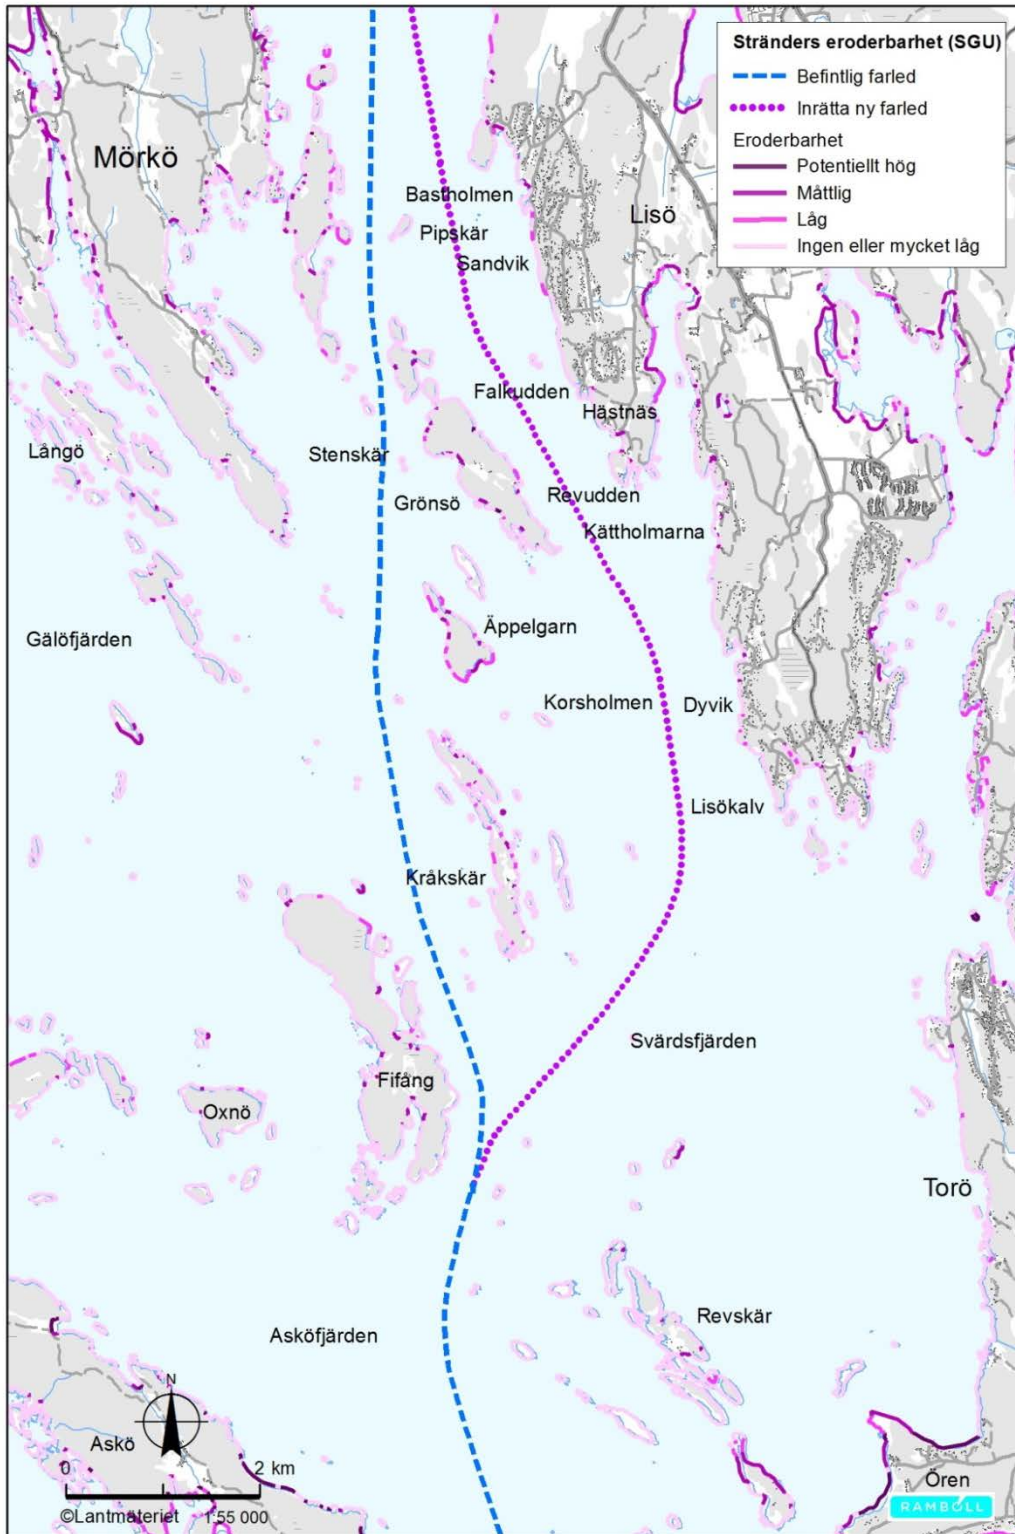 Stränders eroderbarhet (SGU)
Befintlig farled
Inrätta ny farled
Eroderbarhet
Potentiellt hög
Måttlig
Låg
Ingen eller mycket låg
Mörkö
Bastholmen
Lisö
Pipskär
Sandvik
Falkudden
Hästnäs
Långö
Stenskär
Grönsö
Revudden
Kättholmarna
Gälöfjärden
Äppelgarn
Korsholmen
Dyvik
Lisökalv
Kråkskär
Svärdsfjärden
Fifång
Oxnö
Torö
Revskär
Asköfjärden
N
Askö
0 2 km
Ören
©Lantmäteriet 1:55 000
RAMBOLL